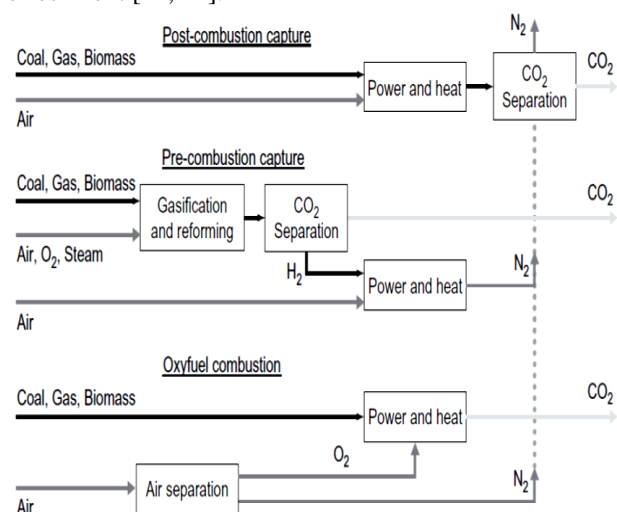 Post-combustion capture
N2
Coal, Gas, Biomass
CO2
Power and heat
CO2
Separation
Air
Pre-combustion capture
Coal, Gas, Biomass
CO2
Gasification
and reforming
CO2
Separation
Air, O2, Steam
H2
N2
Power and heat
Air
Oxyfuel combustion
Coal, Gas, Biomass
CO2
Power and heat
O2
N2
Air separation
Air